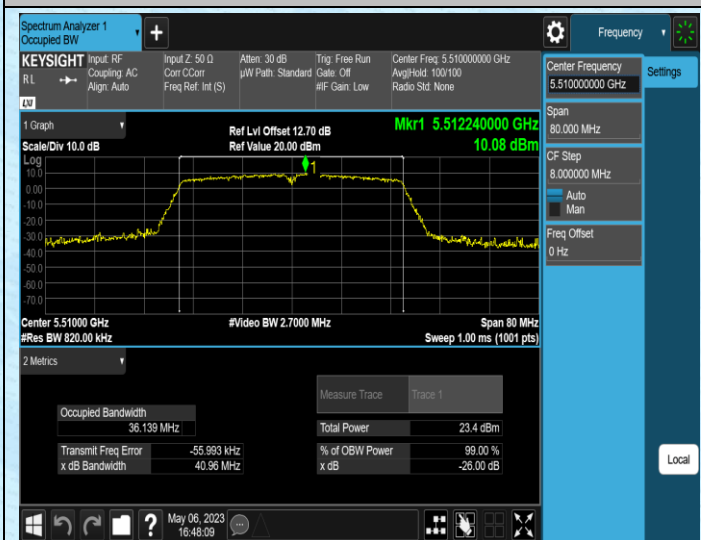 Spectrum Analyzer 1
Occupied BW
Frequency
KEYSIGHT
R L
LXI
Input: RF
Coupling: AC
Align: Auto
Input Z: 50 Ω
Corr CCorr
Freq Ref: Int (S)
Atten: 30 dB
µW Path: Standard
Trig: Free Run
Gate: Off
#IF Gain: Low
Center Freq: 5.510000000 GHz
Avg|Hold: 100/100
Radio Std: None
Center Frequency
5.510000000 GHz
Settings
Span
80.000 MHz
CF Step
8.000000 MHz
Auto
Man
Freq Offset
0 Hz
Local
1 Graph
Scale/Div 10.0 dB
Ref Lvl Offset 12.70 dB
Ref Value 20.00 dBm
Mkr1 5.512240000 GHz
10.08 dBm
Log
10.0
0.00
-10.0
-20.0
-30.0
-40.0
-50.0
-60.0
-70.0
1
Center 5.51000 GHz
#Res BW 820.00 kHz
#Video BW 2.7000 MHz
Span 80 MHz
Sweep 1.00 ms (1001 pts)
2 Metrics
Measure Trace
Trace 1
Occupied Bandwidth
36.139 MHz
Total Power
23.4 dBm
Transmit Freq Error
-55.993 kHz
% of OBW Power
99.00 %
x dB Bandwidth
40.96 MHz
x dB
-26.00 dB
?
May 06, 2023
16:48:09